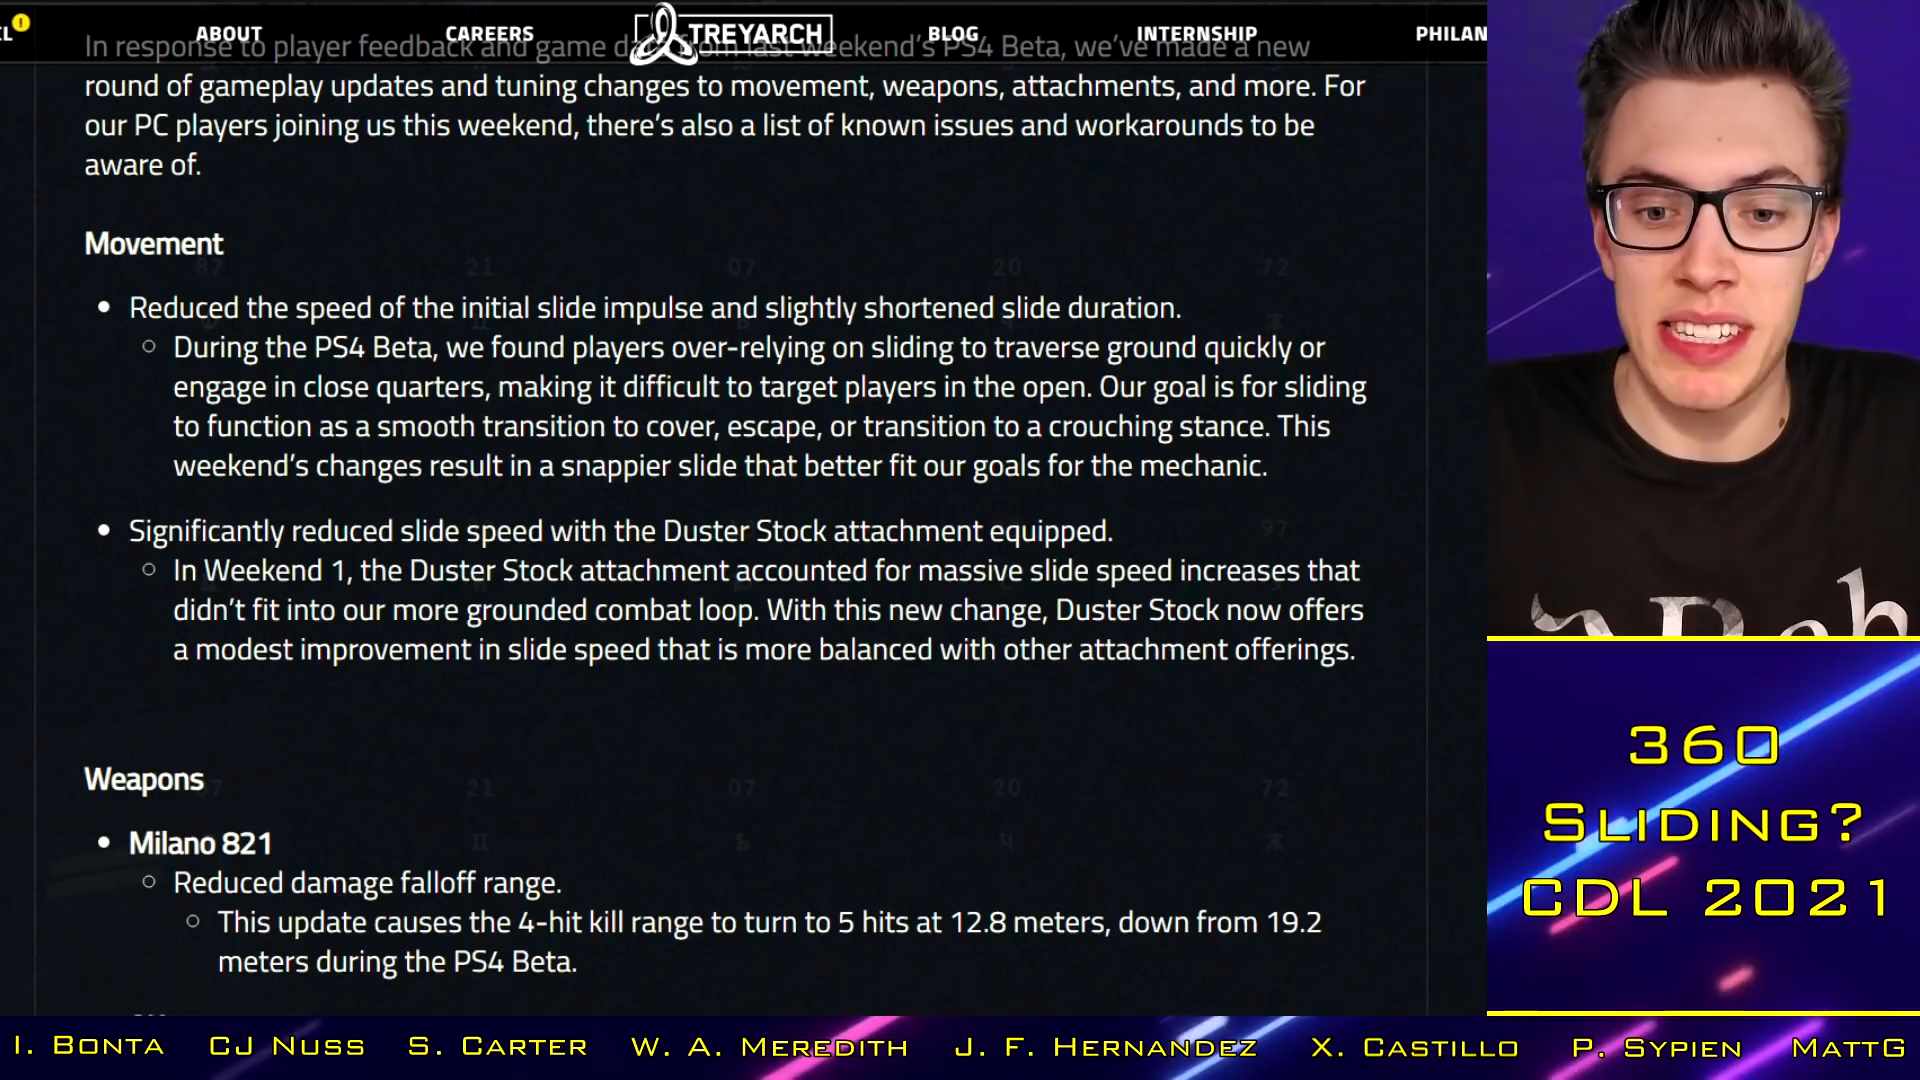 ABOUT CAREERS TREYARCH BLOG INTERNSHIP PHILAN
In response to player feedback and game data from last weekend's PS4 Beta, we've made a new
round of gameplay updates and tuning changes to movement, weapons, attachments, and more. For
our PC players joining us this weekend, there's also a list of known issues and workarounds to be
aware of.
Movement
• Reduced the speed of the initial slide impulse and slightly shortened slide duration.
○ During the PS4 Beta, we found players over-relying on sliding to traverse ground quickly or
engage in close quarters, making it difficult to target players in the open. Our goal is for sliding
to function as a smooth transition to cover, escape, or transition to a crouching stance. This
weekend's changes result in a snappier slide that better fit our goals for the mechanic.
• Significantly reduced slide speed with the Duster Stock attachment equipped.
○ In Weekend 1, the Duster Stock attachment accounted for massive slide speed increases that
didn't fit into our more grounded combat loop. With this new change, Duster Stock now offers
a modest improvement in slide speed that is more balanced with other attachment offerings.
Weapons
• Milano 821
○ Reduced damage falloff range.
○ This update causes the 4-hit kill range to turn to 5 hits at 12.8 meters, down from 19.2
meters during the PS4 Beta.
360
Sliding?
CDL 2021
I. Bonta CJ Nuss S. Carter W. A. Meredith J. F. Hernandez X. Castillo P. Sypien MattG